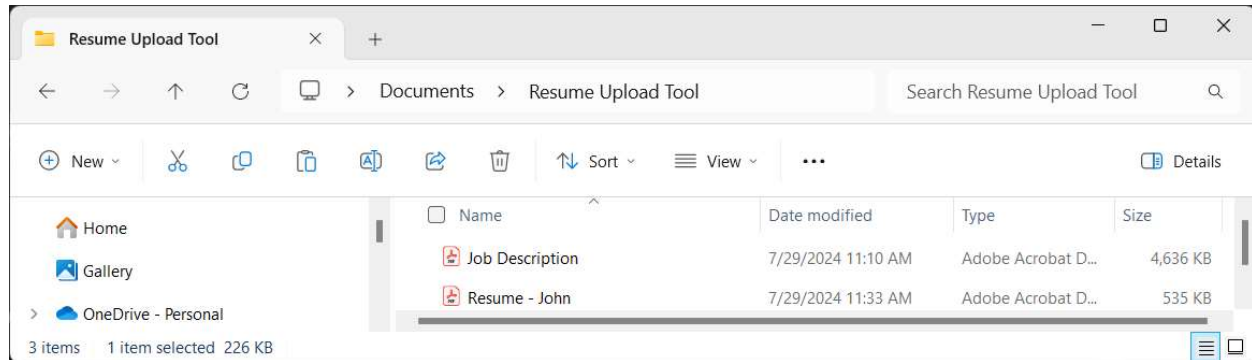 Resume Upload Tool
Documents > Resume Upload Tool Search Resume Upload Tool
New Sort View ... Details
Name Date modified Type Size
Home
Job Description 7/29/2024 11:10 AM Adobe Acrobat D... 4,636 KB
Gallery
Resume - John 7/29/2024 11:33 AM Adobe Acrobat D... 535 KB
OneDrive - Personal
3 items 1 item selected 226 KB